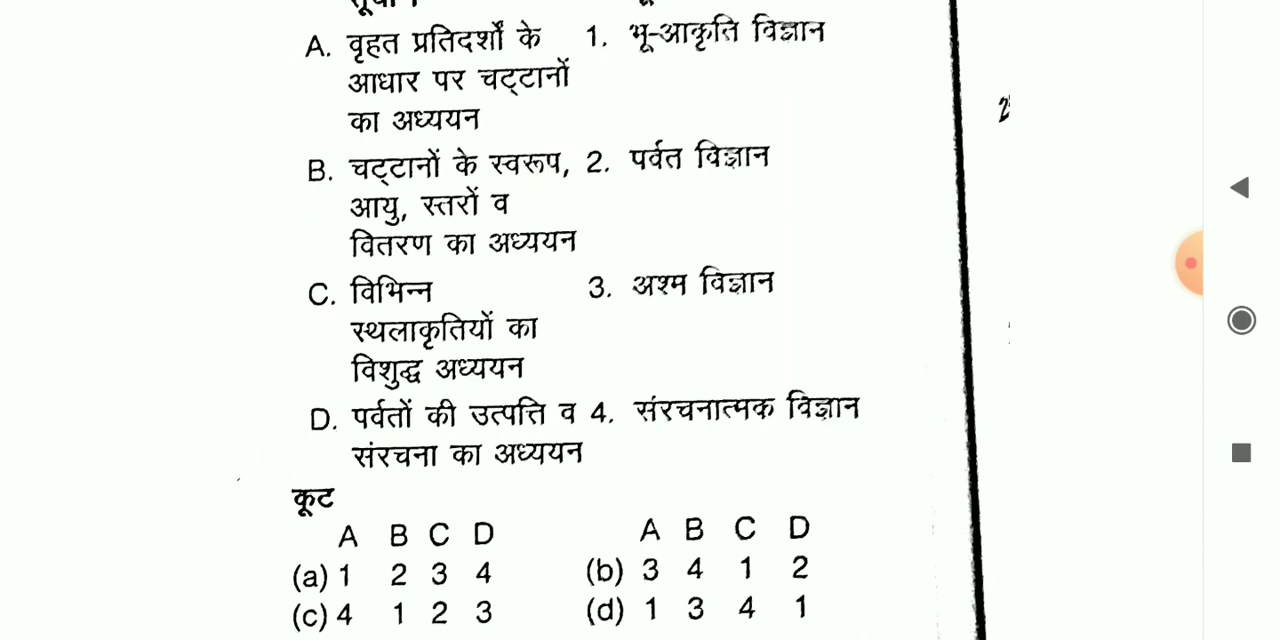 A. वृहत प्रतिदर्शों के 1. भू-आकृति विज्ञान
आधार पर चट्टानों
का अध्ययन
B. चट्टानों के स्वरूप, 2. पर्वत विज्ञान
आयु, स्तरों व
वितरण का अध्ययन
C. विभिन्न 3. अश्म विज्ञान
स्थलाकृतियों का
विशुद्ध अध्ययन
D. पर्वतों की उत्पत्ति व 4. संरचनात्मक विज्ञान
संरचना का अध्ययन
कूट
A B C D A B C D
(a) 1 2 3 4 (b) 3 4 1 2
(c) 4 1 2 3 (d) 1 3 4 1